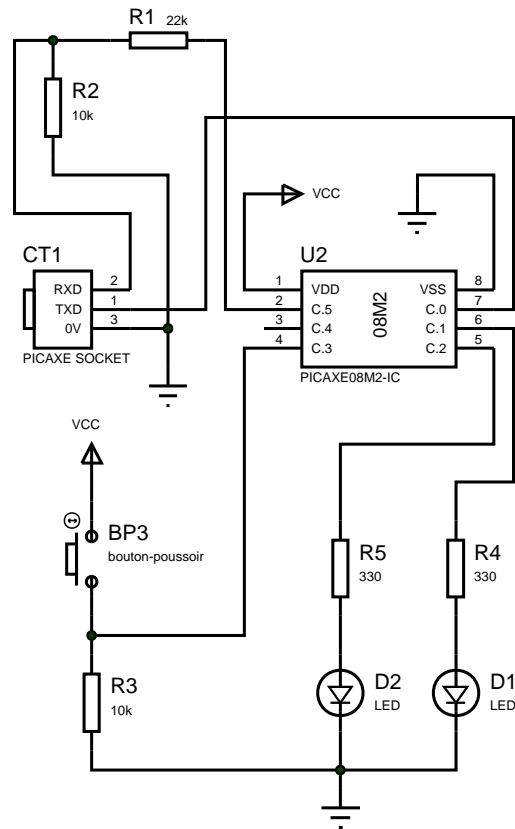 R1 22k
R2
10k
VCC
CT1
RXD 2
TXD 1
0V 3
PICAXE SOCKET
U2
1 VDD
2 C.5
3 C.4
4 C.3
08M2
VSS 8
C.0 7
C.1 6
C.2 5
PICAXE08M2-IC
VCC
BP3
bouton-poussoir
R5
330
R4
330
R3
10k
D2
LED
D1
LED